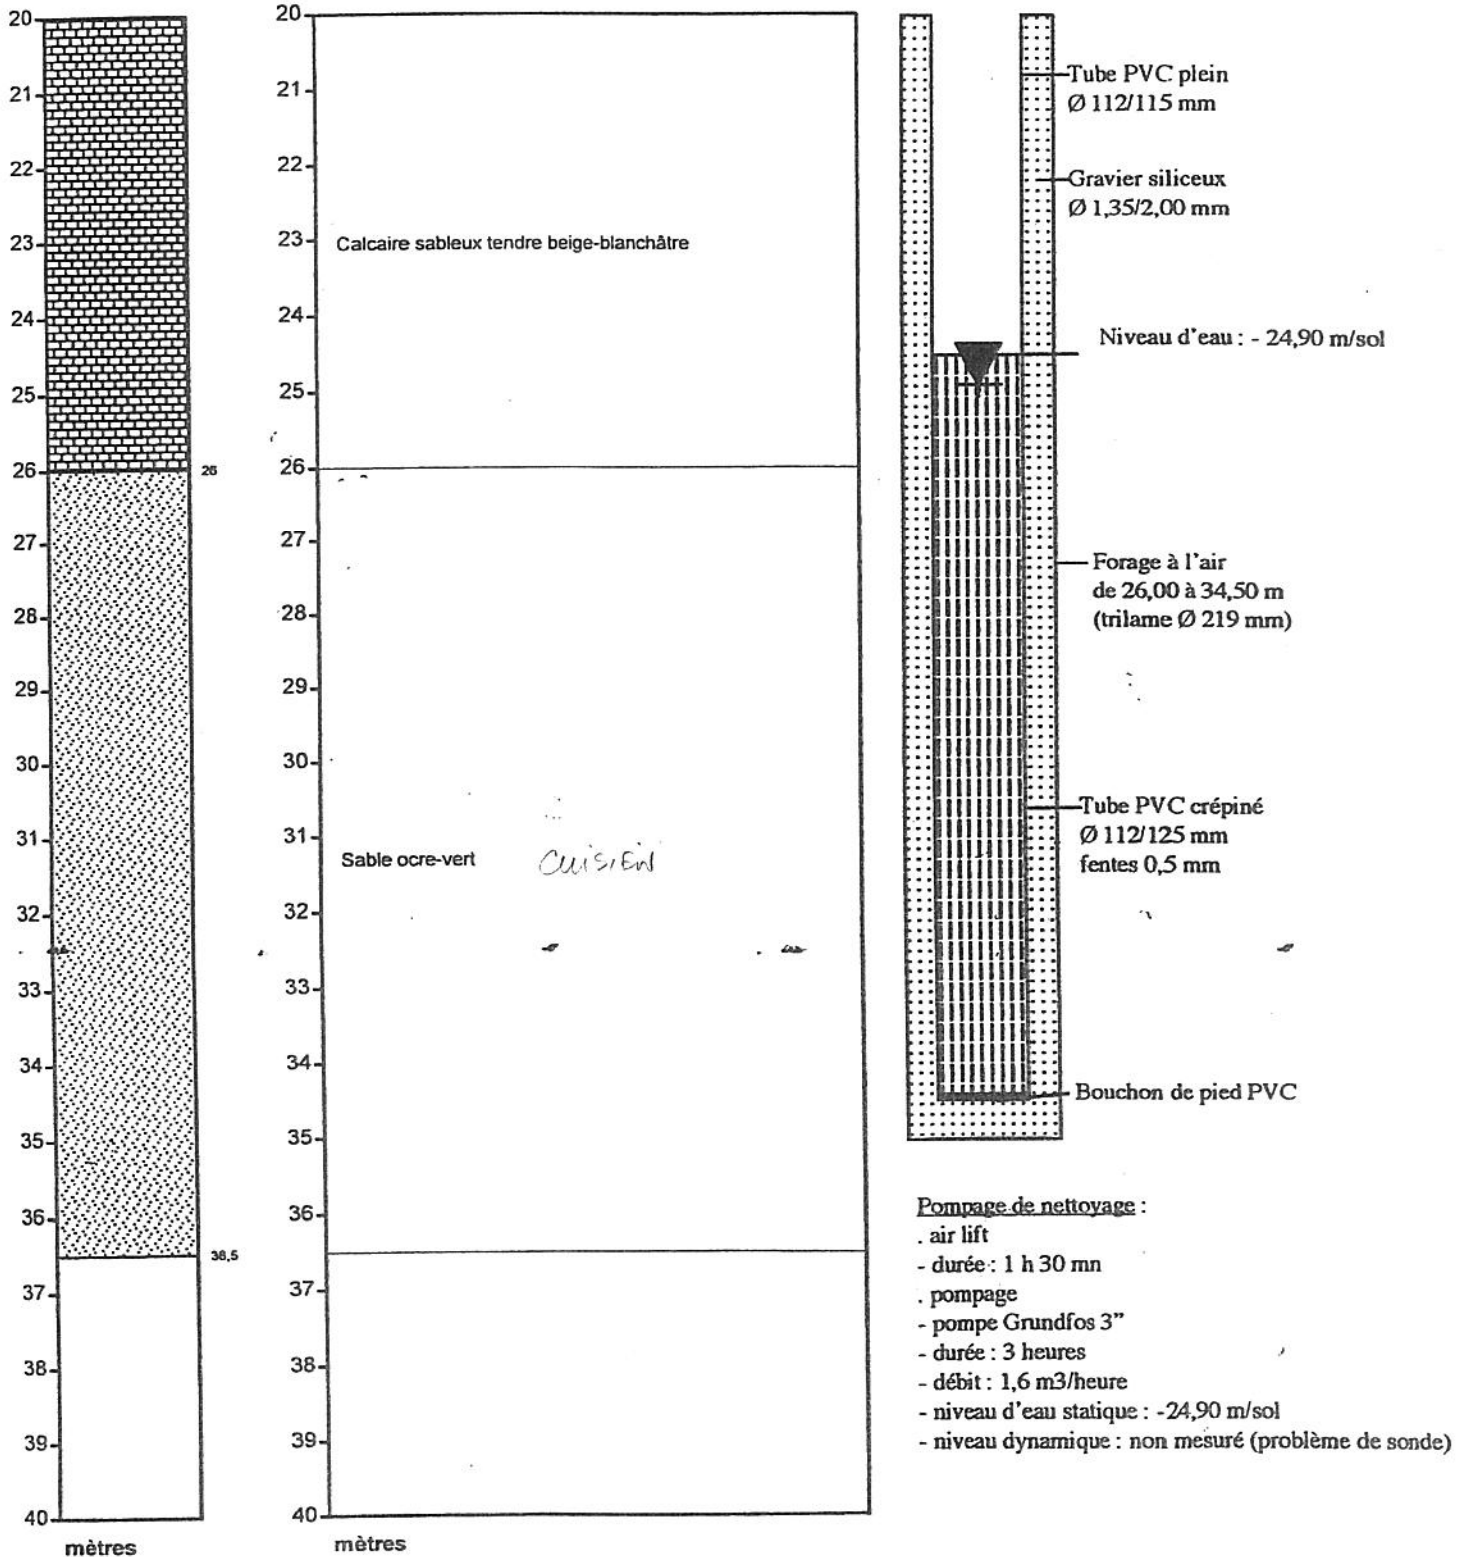 20
21
22
23
24
25
26
27
28
29
30
31
32
33
34
35
36
37
38
39
40
mètres
26
36,5
20
21
22
23
24
25
26
27
28
29
30
31
32
33
34
35
36
37
38
39
40
mètres
Calcaire sableux tendre beige-blanchâtre
Sable ocre-vert CUISIEN
Tube PVC plein
Ø 112/115 mm
Gravier siliceux
Ø 1,35/2,00 mm
Niveau d'eau : - 24,90 m/sol
Forage à l'air
de 26,00 à 34,50 m
(trilame Ø 219 mm)
Tube PVC crépiné
Ø 112/125 mm
fentes 0,5 mm
Bouchon de pied PVC
Pompage de nettoyage :
. air lift
- durée : 1 h 30 mn
. pompage
- pompe Grundfos 3"
- durée : 3 heures
- débit : 1,6 m3/heure
- niveau d'eau statique : -24,90 m/sol
- niveau dynamique : non mesuré (problème de sonde)